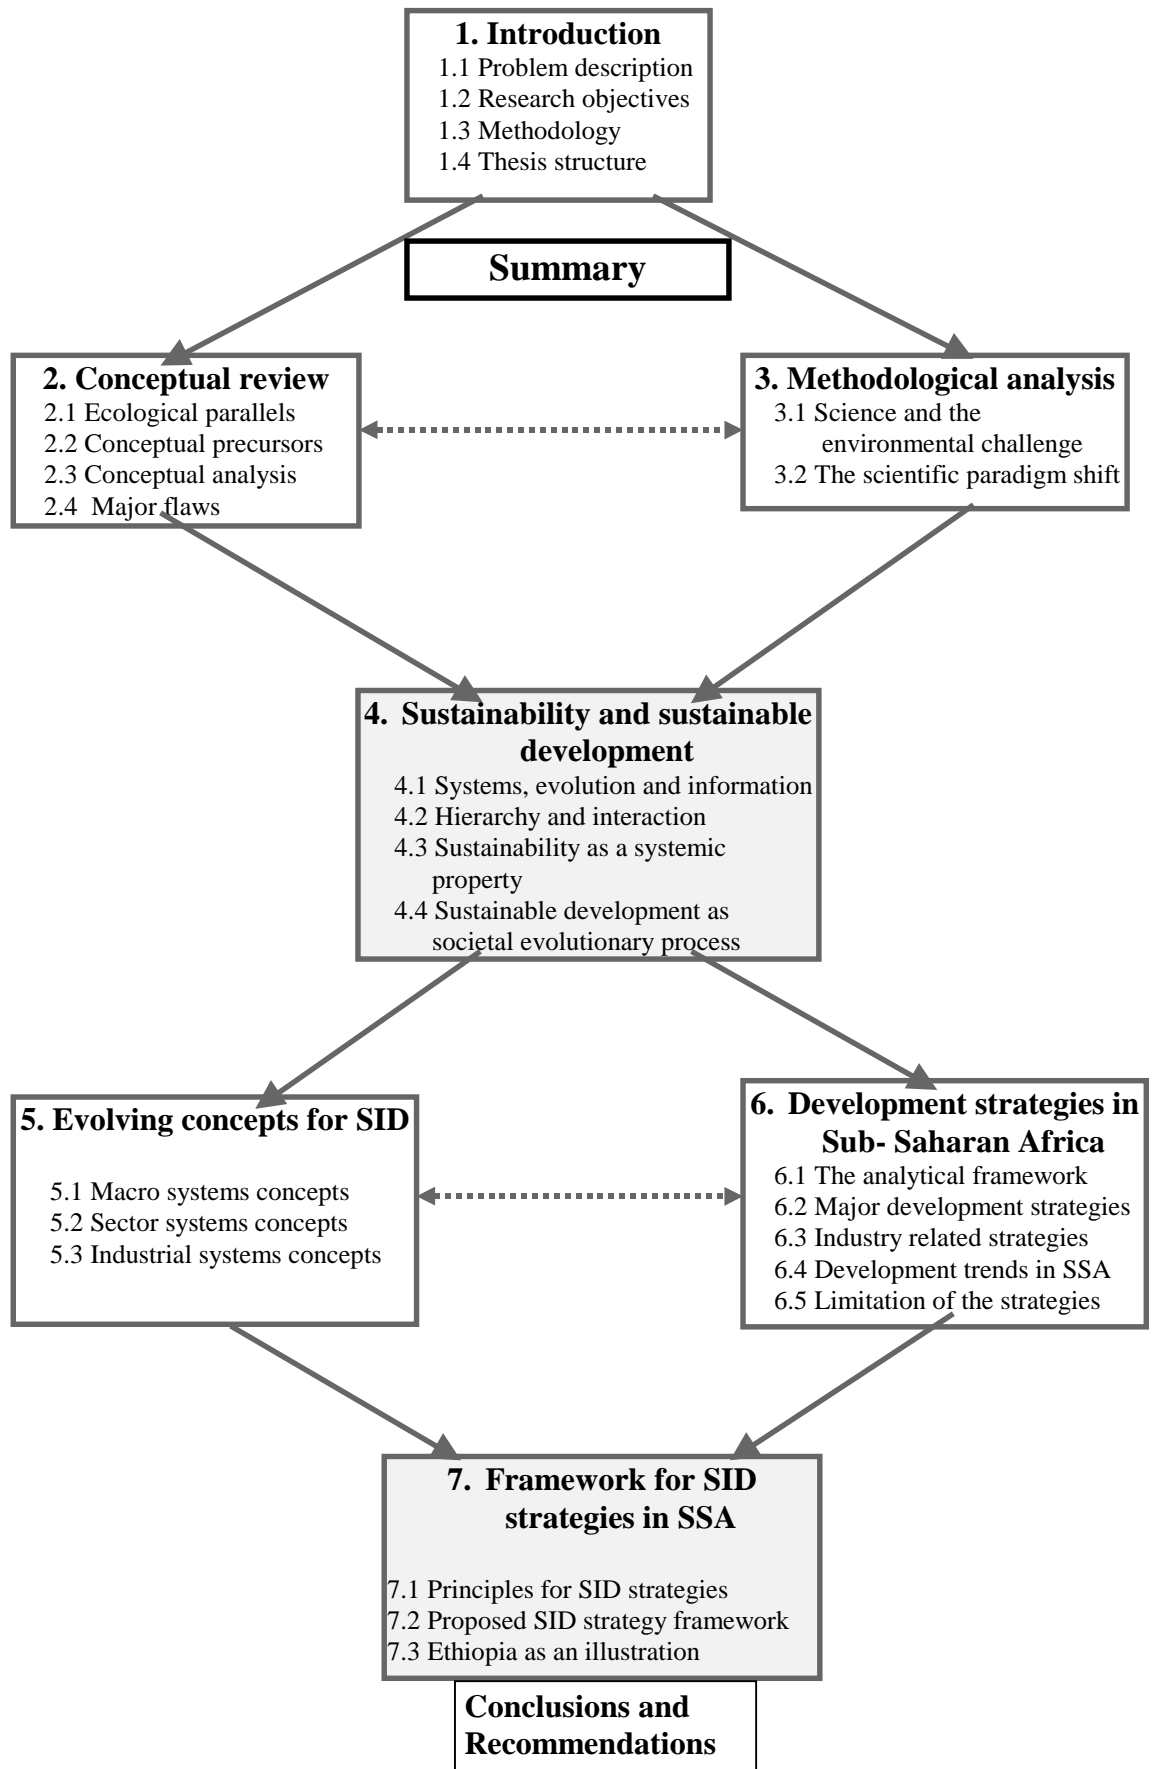 1. Introduction
1.1 Problem description
1.2 Research objectives
1.3 Methodology
1.4 Thesis structure
Summary
2. Conceptual review
2.1 Ecological parallels
2.2 Conceptual precursors
2.3 Conceptual analysis
2.4 Major flaws
3. Methodological analysis
3.1 Science and the
environmental challenge
3.2 The scientific paradigm shift
4. Sustainability and sustainable
development
4.1 Systems, evolution and information
4.2 Hierarchy and interaction
4.3 Sustainability as a systemic
property
4.4 Sustainable development as
societal evolutionary process
5. Evolving concepts for SID
5.1 Macro systems concepts
5.2 Sector systems concepts
5.3 Industrial systems concepts
6. Development strategies in
Sub- Saharan Africa
6.1 The analytical framework
6.2 Major development strategies
6.3 Industry related strategies
6.4 Development trends in SSA
6.5 Limitation of the strategies
7. Framework for SID
strategies in SSA
7.1 Principles for SID strategies
7.2 Proposed SID strategy framework
7.3 Ethiopia as an illustration
Conclusions and
Recommendations